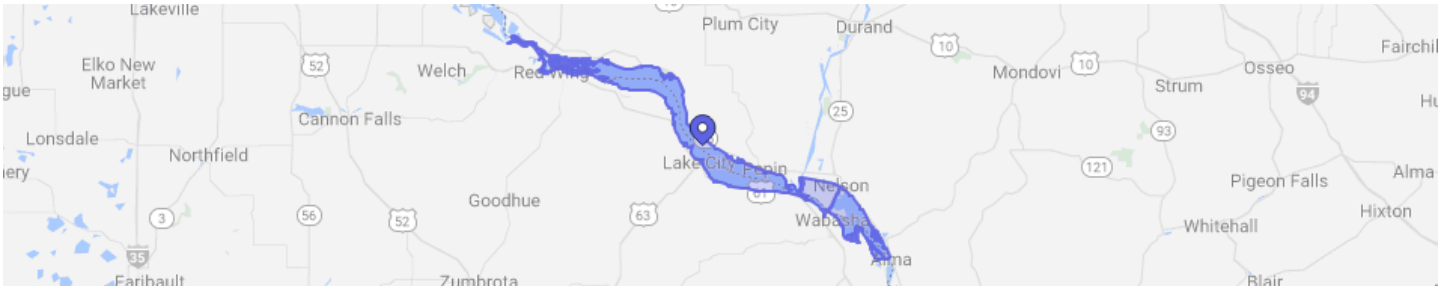 Lakeville
Plum City
Durand
10
Fairchil
Elko New
Market
52
Welch
Red Wing
Mondovi
10
Osseo
gue
Strum
94
Cannon Falls
25
Lonsdale
93
Northfield
Lake City
Pepin
121
ery
Nelson
Pigeon Falls
Alma
Goodhue
3
56
52
63
61
Wabasha
Whitehall
Hixton
35
Alma
Faribault
Zumbrota
Blair